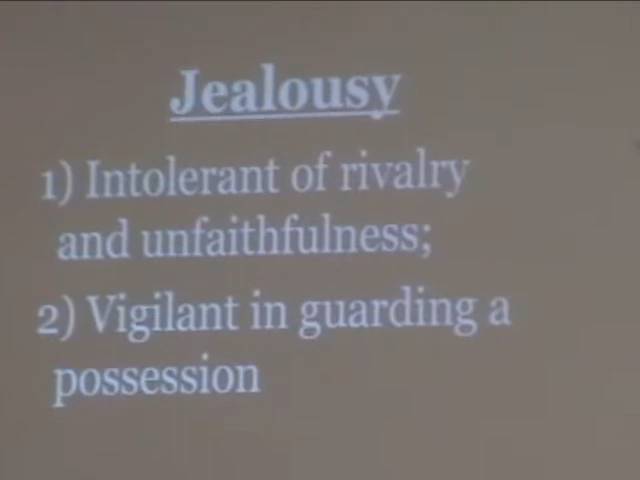 Jealousy
1) Intolerant of rivalry
and unfaithfulness;
2) Vigilant in guarding a
possession